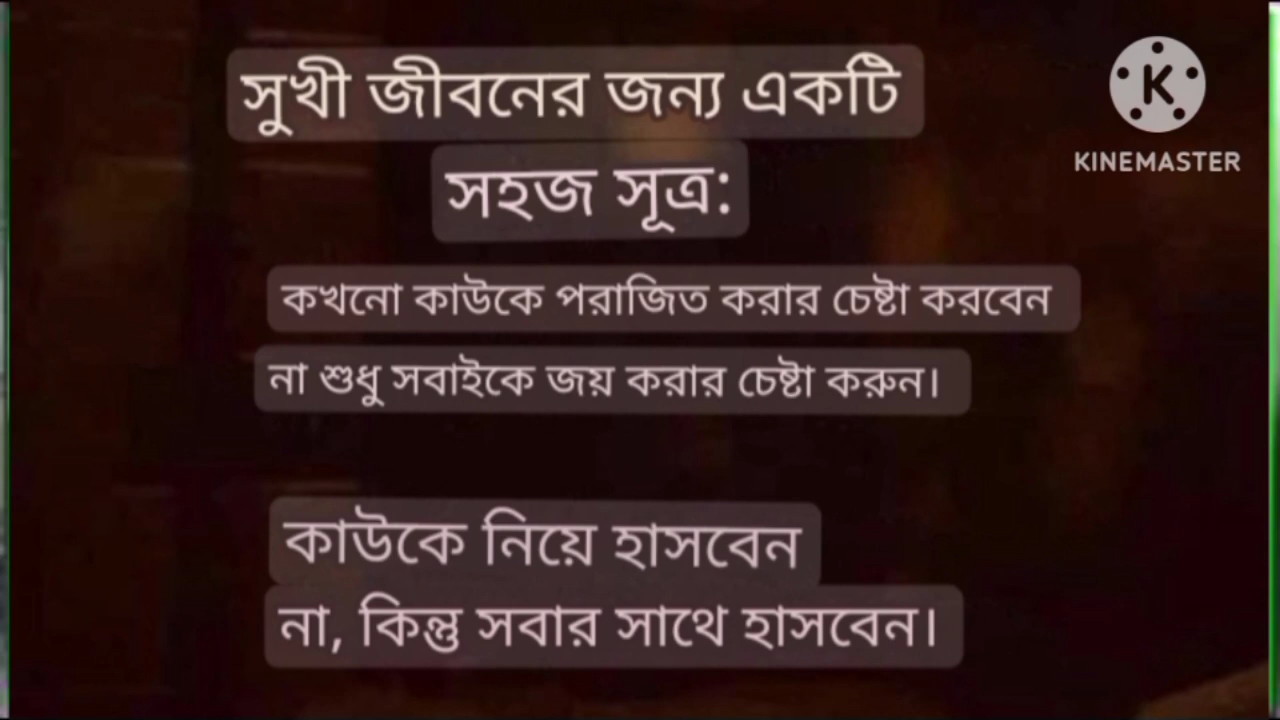 সুখী জীবনের জন্য একটি
সহজ সূত্র:
কখনো কাউকে পরাজিত করার চেষ্টা করবেন
না শুধু সবাইকে জয় করার চেষ্টা করুন।
কাউকে নিয়ে হাসবেন
না, কিন্তু সবার সাথে হাসবেন।
K
KINEMASTER